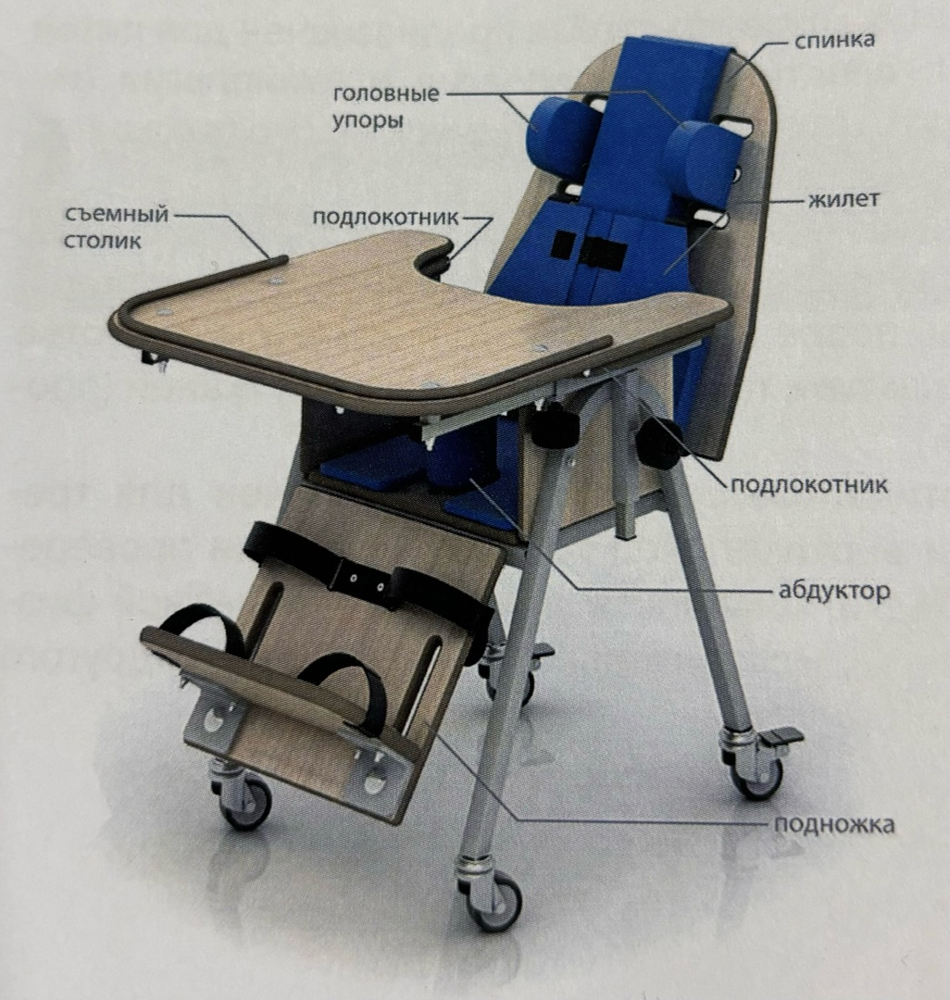 спинка
головные
упоры
жилет
съемный
столик
подлокотник
подлокотник
абдуктор
подножка